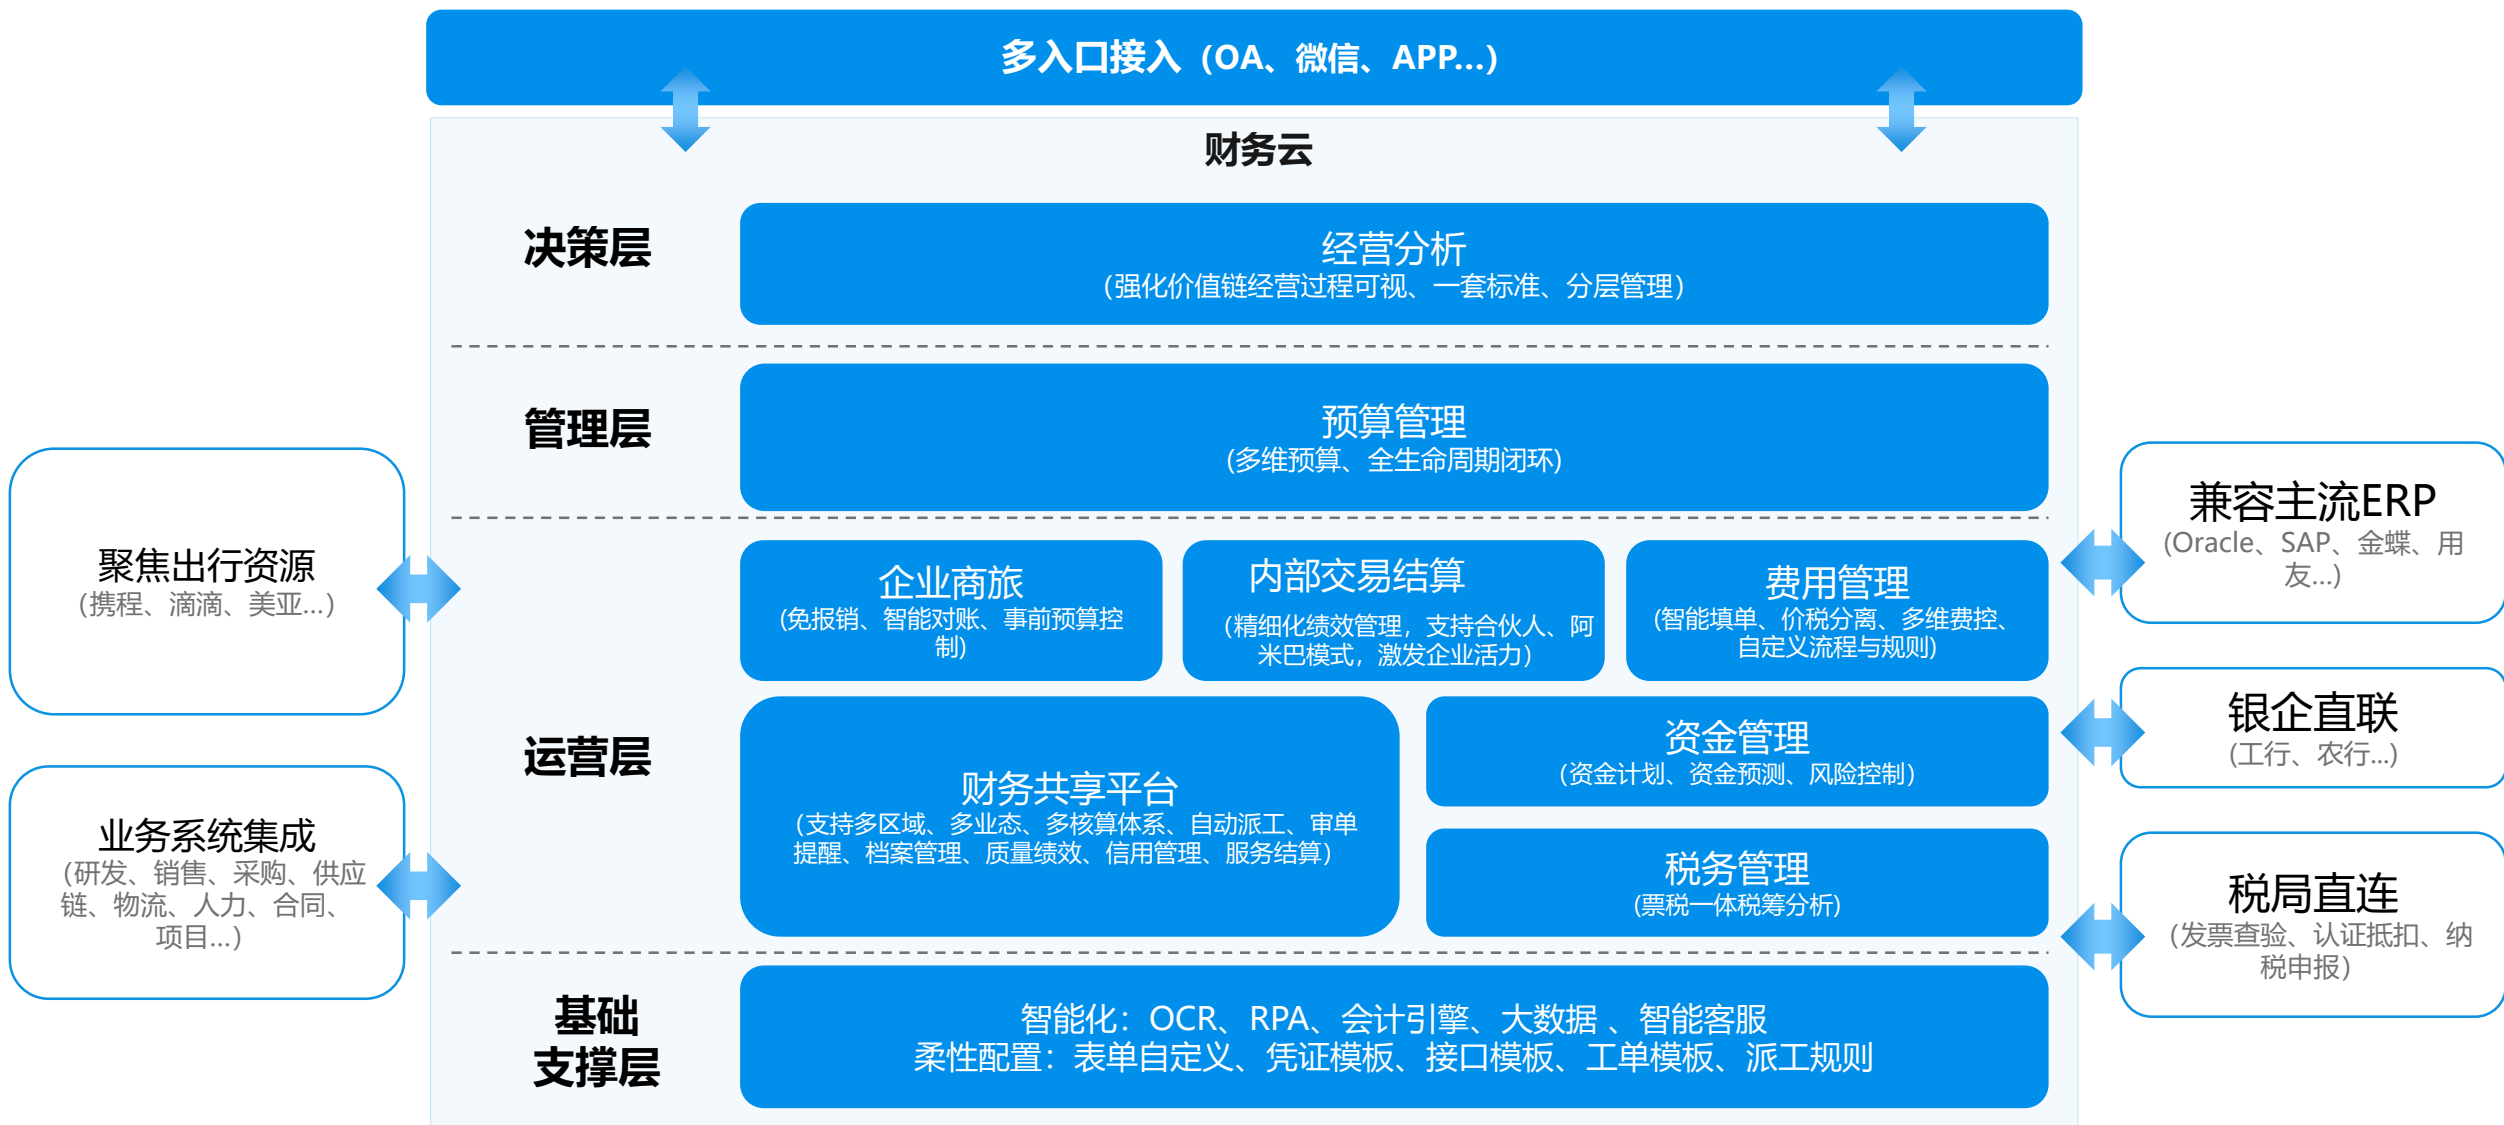 多入口接入（OA、微信、APP...）
财务云
决策层
经营分析
（强化价值链经营过程可视、一套标准、分层管理）
管理层
预算管理
(多维预算、全生命周期闭环)
聚焦出行资源
（携程、滴滴、美亚...）
业务系统集成
（研发、销售、采购、供应
链、物流、人力、合同、
项目...）
运营层
企业商旅
(免报销、智能对账、事前预算控
制)
内部交易结算
（精细化绩效管理，支持合伙人、阿
米巴模式，激发企业活力）
费用管理
(智能填单、价税分离、多维费控、
自定义流程与规则)
财务共享平台
（支持多区域、多业态、多核算体系、自动派工、审单
提醒、档案管理、质量绩效、信用管理、服务结算）
资金管理
（资金计划、资金预测、风险控制）
税务管理
(票税一体税筹分析)
兼容主流ERP
(Oracle、SAP、金蝶、用
友...)
银企直联
(工行、农行...)
税局直连
（发票查验、认证抵扣、纳
税申报）
基础
支撑层
智能化：OCR、RPA、会计引擎、大数据 、智能客服
柔性配置：表单自定义、凭证模板、接口模板、工单模板、派工规则